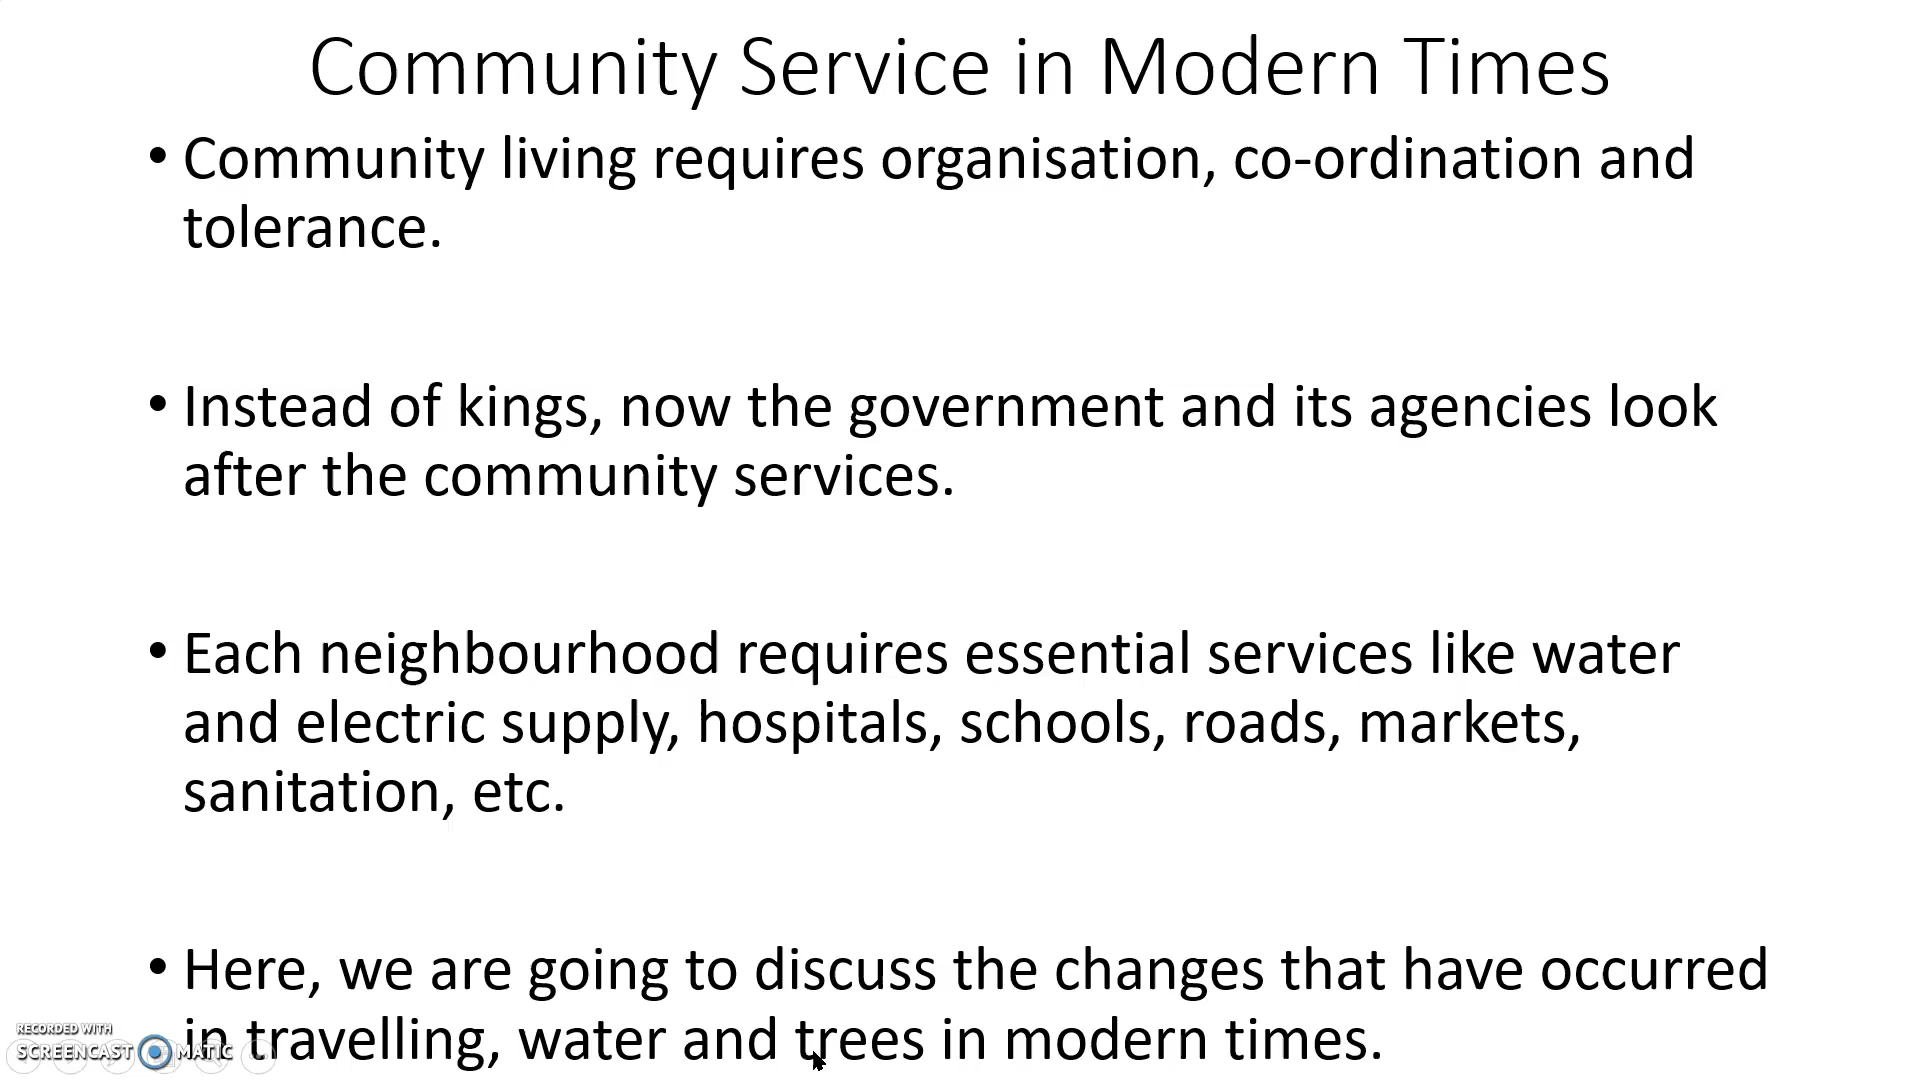 Community Service in Modern Times
• Community living requires organisation, co-ordination and
tolerance.
• Instead of kings, now the government and its agencies look
after the community services.
• Each neighbourhood requires essential services like water
and electric supply, hospitals, schools, roads, markets,
sanitation, etc.
• Here, we are going to discuss the changes that have occurred
in travelling, water and trees in modern times.
RECORDED WITH
SCREENCAST MATIC